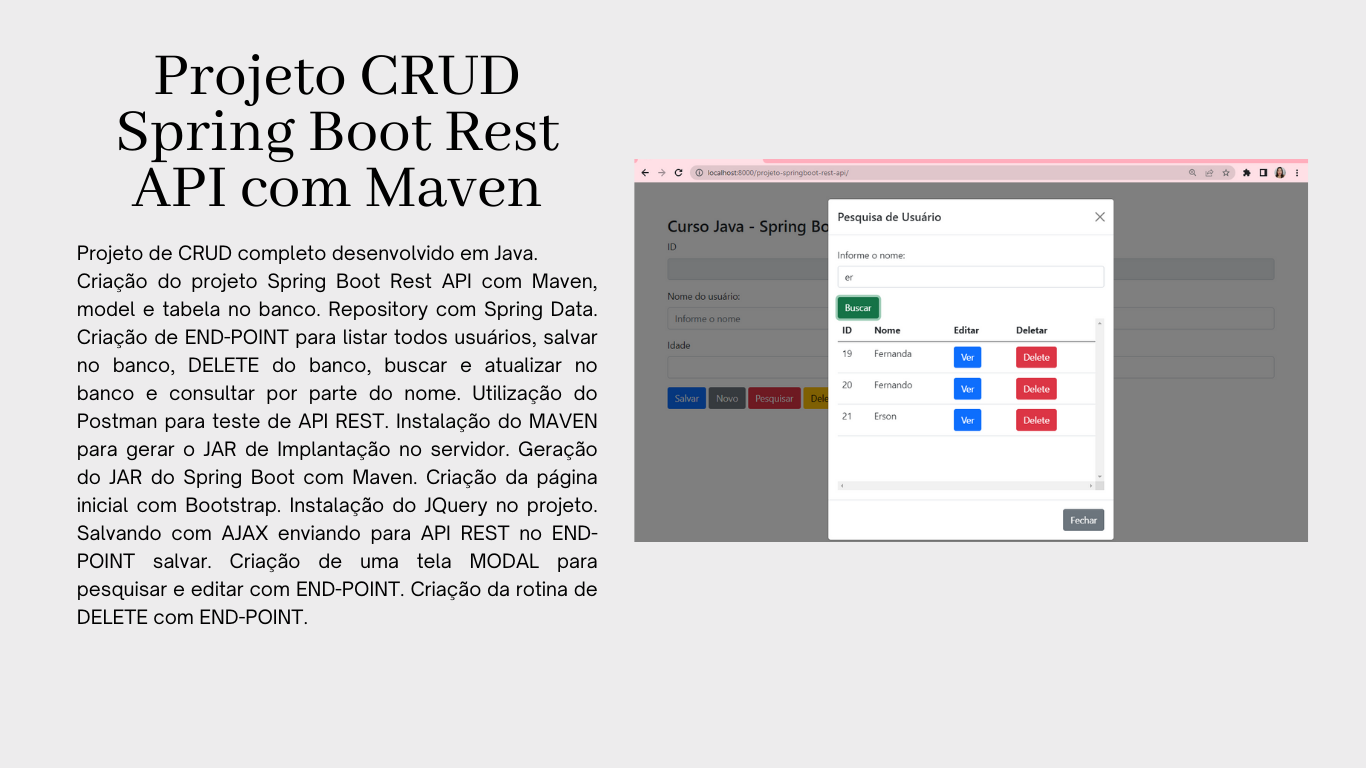 Projeto CRUD
Spring Boot Rest
API com Maven
Projeto de CRUD completo desenvolvido em Java.
Criação do projeto Spring Boot Rest API com Maven,
model e tabela no banco. Repository com Spring Data.
Criação de END-POINT para listar todos usuários, salvar
no banco, DELETE do banco, buscar e atualizar no
banco e consultar por parte do nome. Utilização do
Postman para teste de API REST. Instalação do MAVEN
para gerar o JAR de Implantação no servidor. Geração
do JAR do Spring Boot com Maven. Criação da página
inicial com Bootstrap. Instalação do JQuery no projeto.
Salvando com AJAX enviando para API REST no END-
POINT salvar. Criação de uma tela MODAL para
pesquisar e editar com END-POINT. Criação da rotina de
DELETE com END-POINT.
localhost:8000/projeto-springboot-rest-api/
Curso Java - Spring Bo
ID
Nome do usuário:
Informe o nome
Idade
Salvar Novo Pesquisar Dele
Pesquisa de Usuário
Informe o nome:
er
Buscar
ID Nome Editar Deletar
19 Fernanda Ver Delete
20 Fernando Ver Delete
21 Erson Ver Delete
Fechar